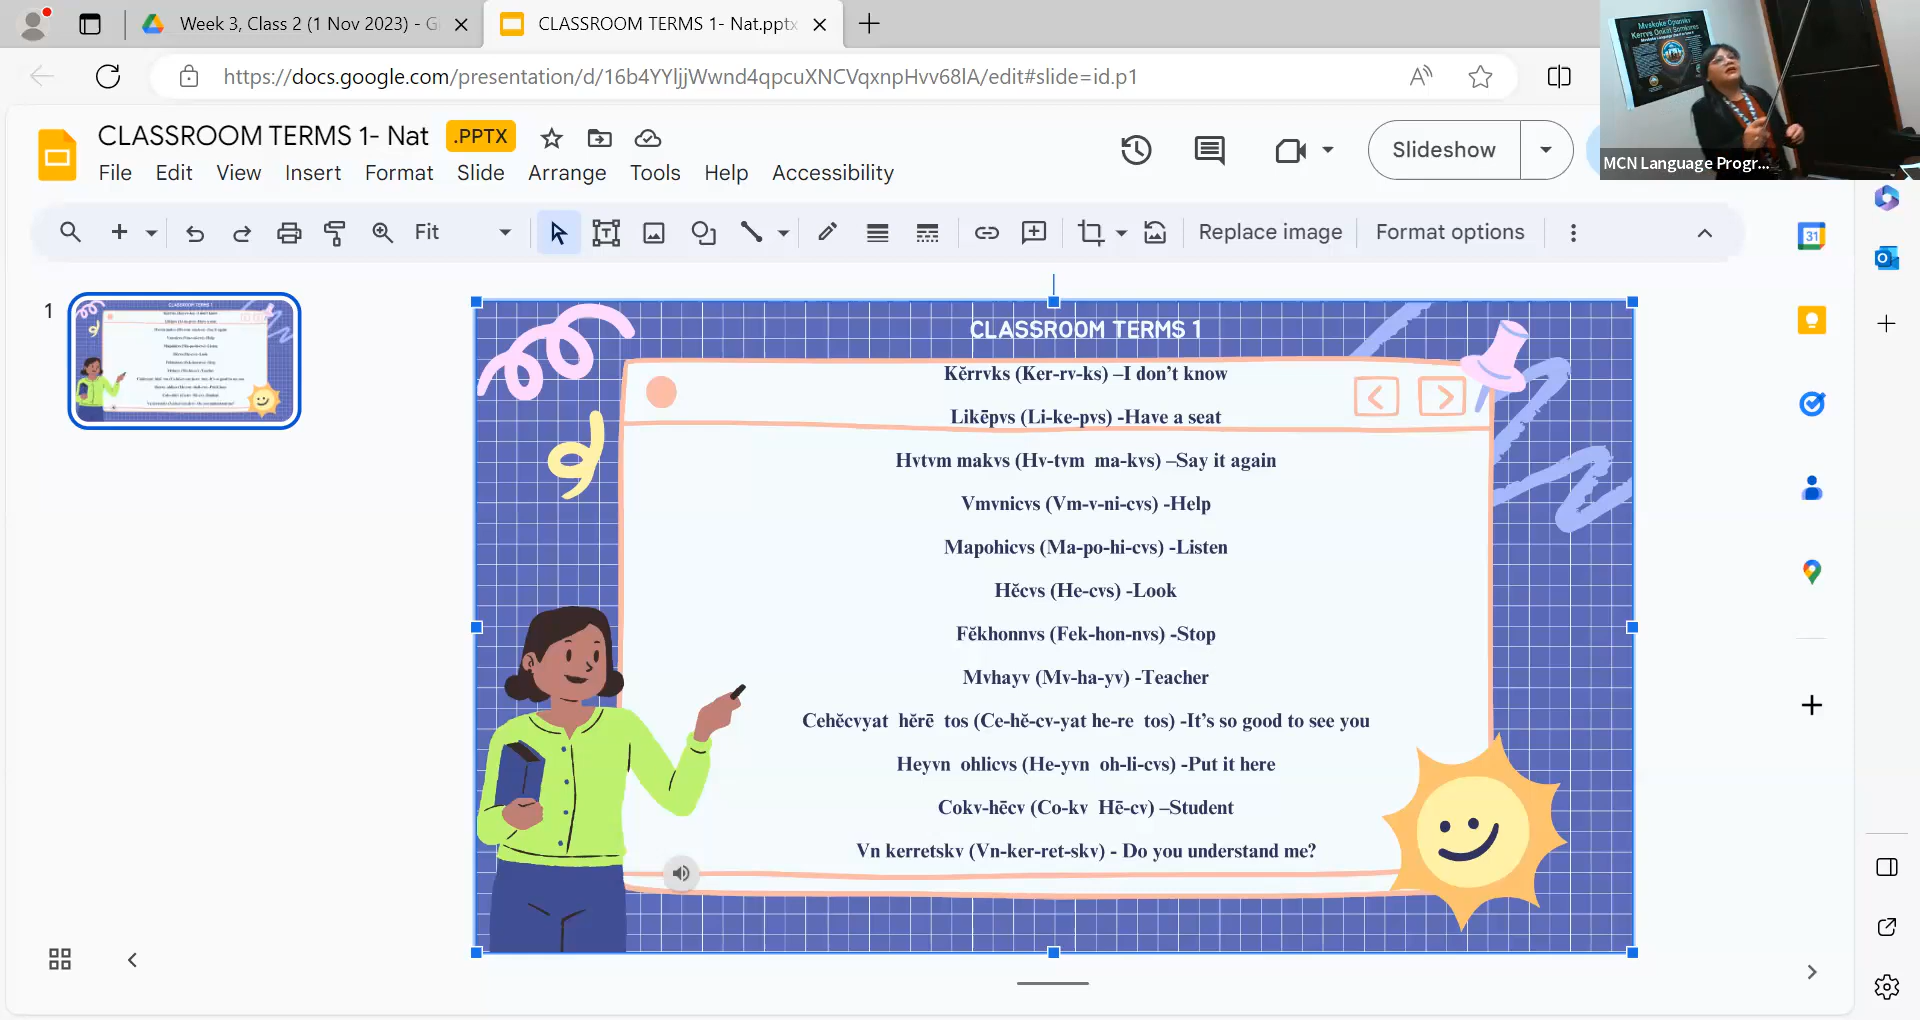 Week 3, Class 2 (1 Nov 2023) - G
CLASSROOM TERMS 1- Nat.pptx
https://docs.google.com/presentation/d/16b4YYljjWwnd4qpcuXNCVqxnpHvv68lA/edit#slide=id.p1
CLASSROOM TERMS 1- Nat .PPTX
File Edit View Insert Format Slide Arrange Tools Help Accessibility
Slideshow
Mvskoke Opunvkv
MCN Language Progr...
Fit
Replace image
Format options
31
1
CLASSROOM TERMS 1
Kĕrrvks (Ker-rv-ks) –I don’t know
Likēpvs (Li-ke-pvs) -Have a seat
Hvtvm makvs (Hv-tvm ma-kvs) –Say it again
Vmvnicvs (Vm-v-ni-cvs) -Help
Mapohicvs (Ma-po-hi-cvs) -Listen
Hĕcvs (He-cvs) -Look
Fĕkhonnvs (Fek-hon-nvs) -Stop
Mvhayv (Mv-ha-yv) -Teacher
Cehĕcvyat hĕrē tos (Ce-hĕ-cv-yat he-re tos) -It’s so good to see you
Heyvn ohlicvs (He-yvn oh-li-cvs) -Put it here
Cokv-hēcv (Co-kv Hē-cv) –Student
Vn kerretskv (Vn-ker-ret-skv) - Do you understand me?